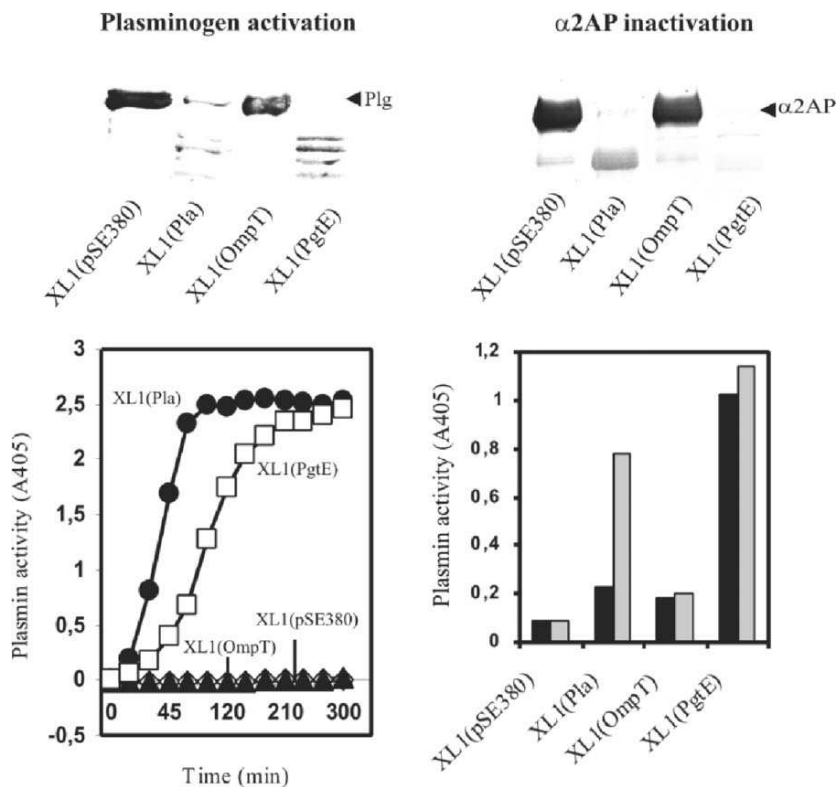 Plasminogen activation
α2AP inactivation
Plg
α2AP
XL1(pSE380)
XL1(Pla)
XL1(OmpT)
XL1(PgtE)
XL1(pSE380)
XL1(Pla)
XL1(OmpT)
XL1(PgtE)
Plasmin activity (A405)
3
2,5
2
1,5
1
0,5
0
-0,5
XL1(Pla)
XL1(PgtE)
XL1(pSE380)
XL1(OmpT)
0 45 120 210 300
Time (min)
Plasmin activity (A405)
1,2
1
0,8
0,6
0,4
0,2
0
XL1(pSE380)
XL1(Pla)
XL1(OmpT)
XL1(PgtE)